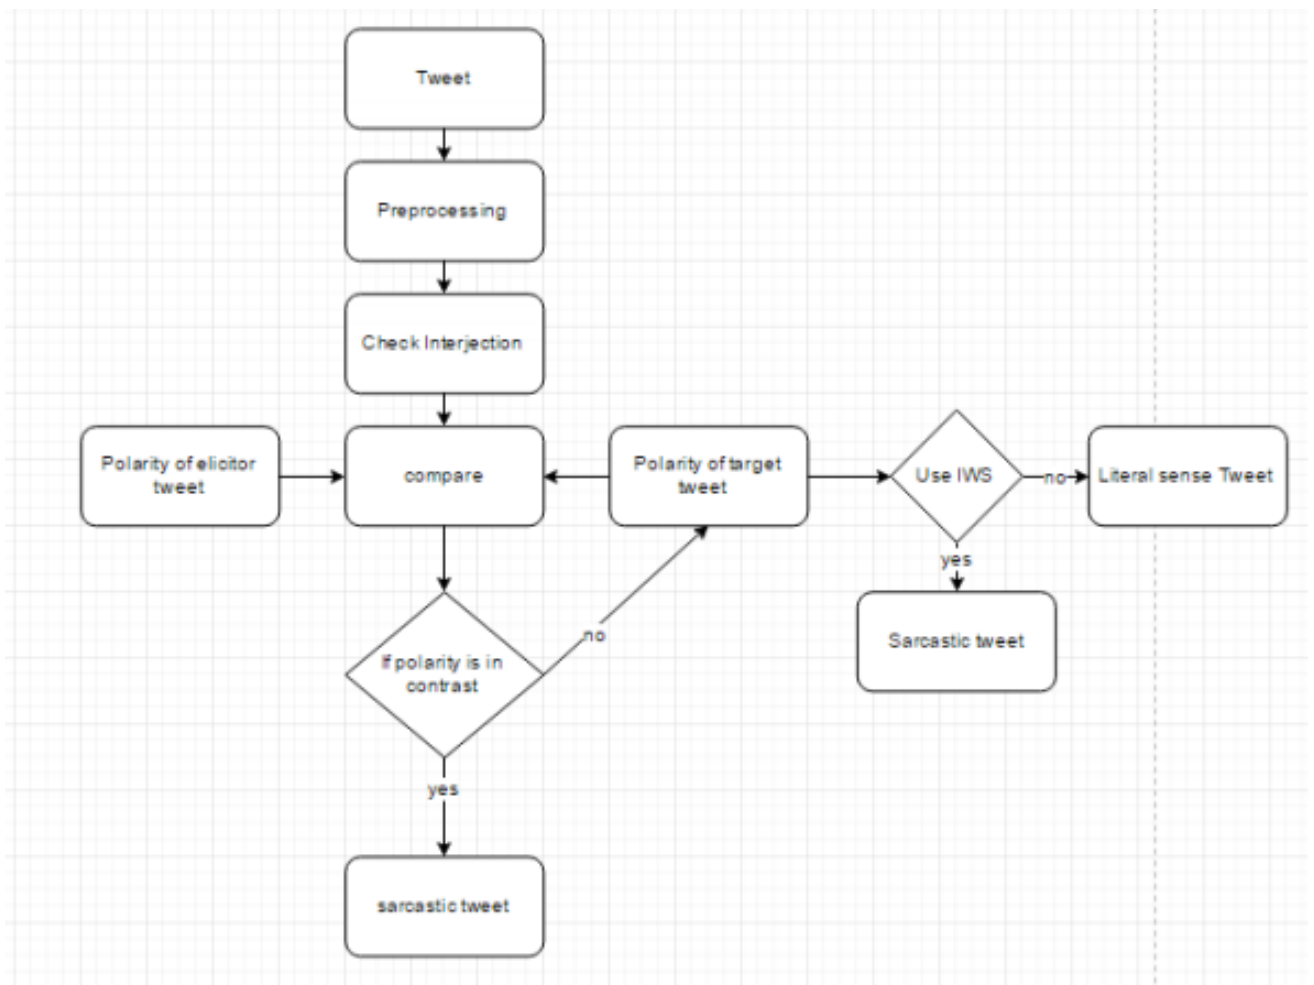 Tweet
Preprocessing
Check Interjection
Polarity of elicitor
tweet
compare
Polarity of target
tweet
Use IWS
no
Literal sense Tweet
yes
Sarcastic tweet
no
If polarity is in
contrast
yes
sarcastic tweet